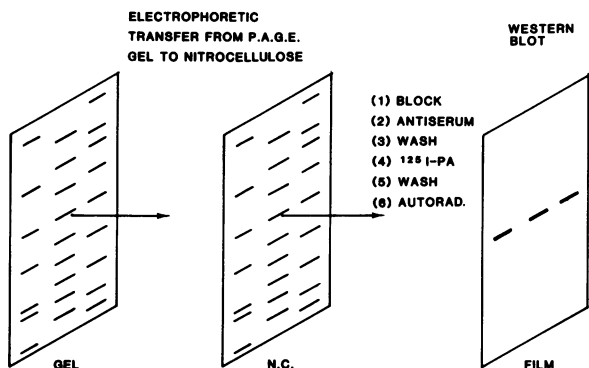 ELECTROPHORETIC
TRANSFER FROM P.A.G.E.
GEL TO NITROCELLULOSE
WESTERN
BLOT
(1) BLOCK
(2) ANTISERUM
(3) WASH
(4) 125 I-PA
(5) WASH
(6) AUTORAD.
GEL
N.C.
FILM